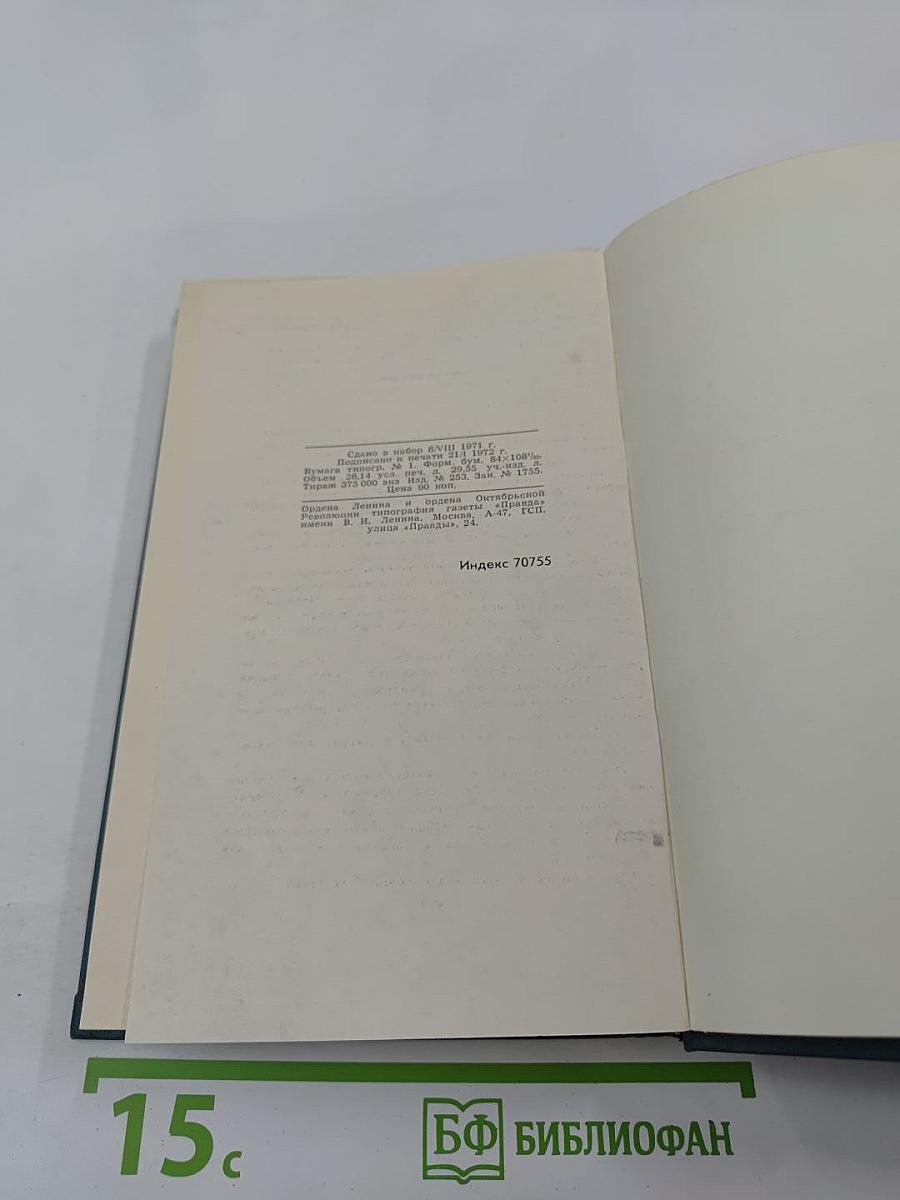 Сдано в набор 8/VIII 1971 г.
Подписано к печати 21/I 1972 г.
Бумага типогр. № 1. Форм. бум. 84×108¹/₃₂.
Объем 28,14 усл. печ. л. 29,55 уч.-изд. л.
Тираж 375 000 экз. Изд. № 253. Зак. № 1755.
Цена 90 коп.
Ордена Ленина и ордена Октябрьской
Революции типография газеты «Правда»
имени В. И. Ленина. Москва, А-47, ГСП,
улица «Правды», 24.
Индекс 70755
15 с
БФ БИБЛИОФАН